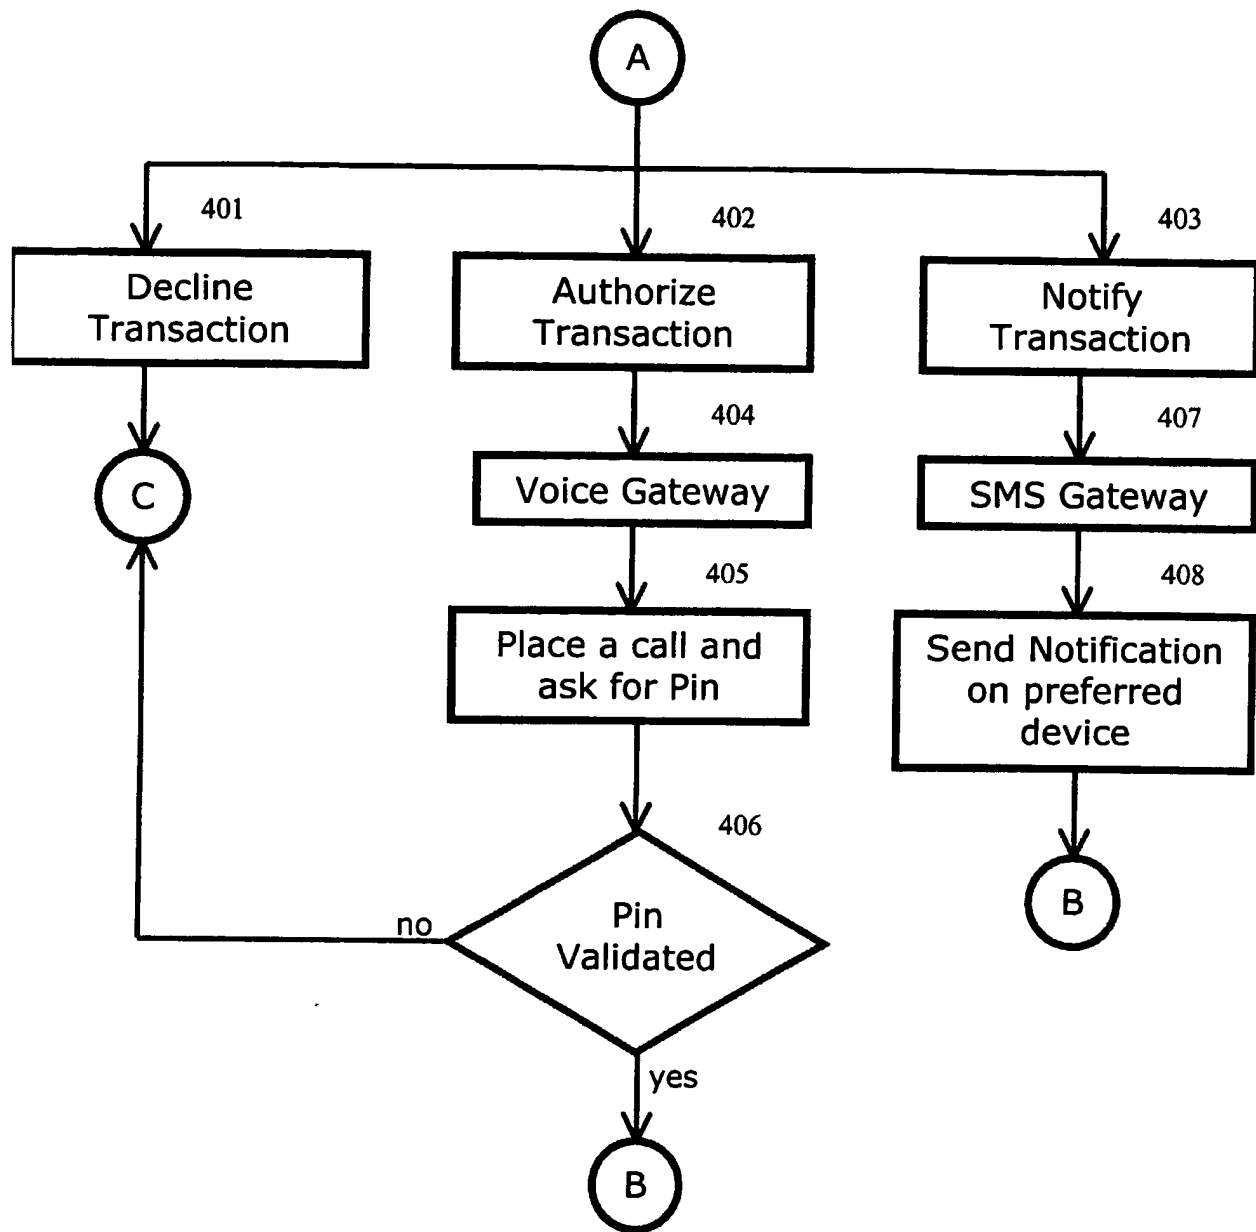 A
401
402
403
Decline
Transaction
Authorize
Transaction
Notify
Transaction
404
407
C
Voice Gateway
SMS Gateway
405
408
Place a call and
ask for Pin
Send Notification
on preferred
device
406
no
Pin
Validated
B
yes
B